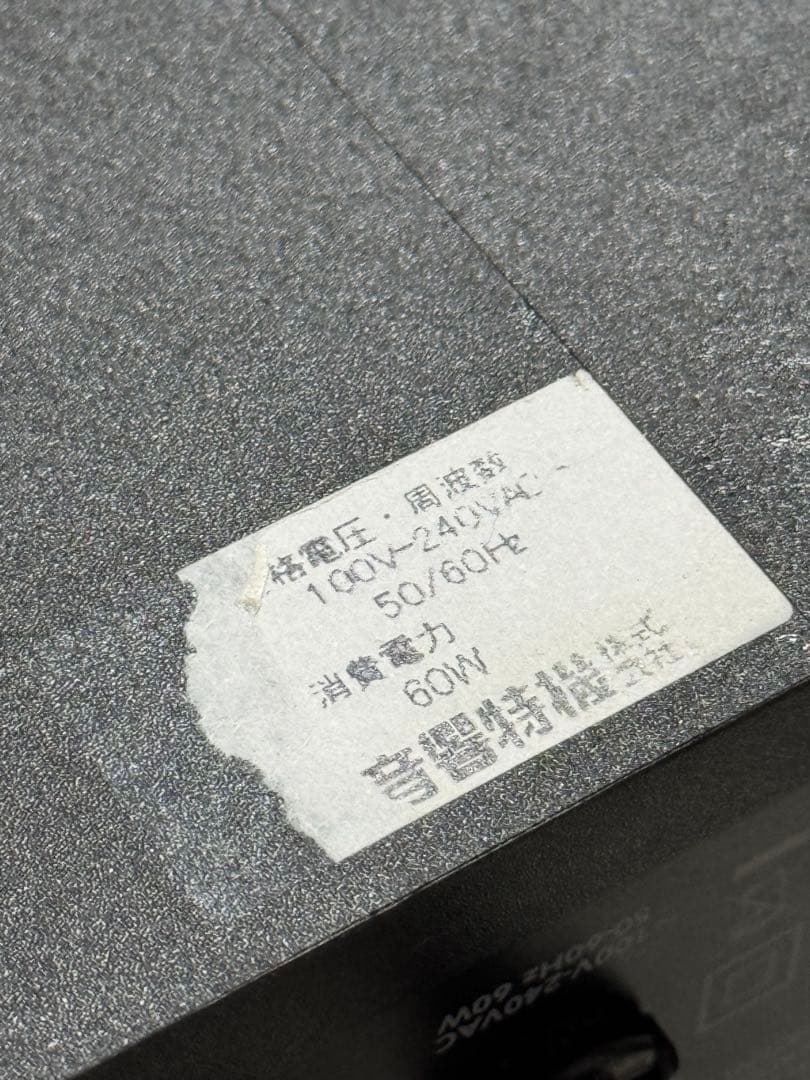 格電圧・周波数
100V-240VAC~
50/60Hz
消費電力
60W
音響特機株式会社
100V-240VAC
50-60Hz 60W